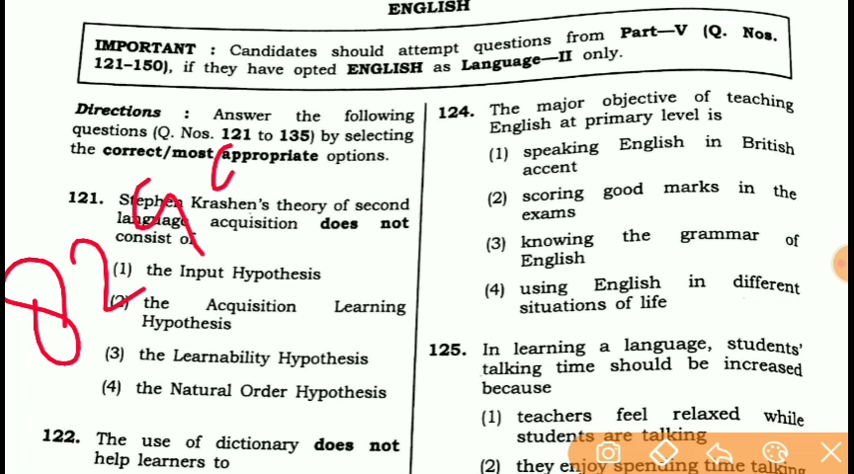 ENGLISH
IMPORTANT : Candidates should attempt questions from Part—V (Q. Nos.
121–150), if they have opted ENGLISH as Language—II only.
Directions : Answer the following
questions (Q. Nos. 121 to 135) by selecting
the correct/most appropriate options.
121. Stephen Krashen's theory of second
language acquisition does not
consist of
(1) the Input Hypothesis
(2) the Acquisition Learning
Hypothesis
(3) the Learnability Hypothesis
(4) the Natural Order Hypothesis
122. The use of dictionary does not
help learners to
124. The major objective of teaching
English at primary level is
(1) speaking English in British
accent
(2) scoring good marks in the
exams
(3) knowing the grammar of
English
(4) using English in different
situations of life
125. In learning a language, students'
talking time should be increased
because
(1) teachers feel relaxed while
students are talking
(2) they enjoy spending time talking